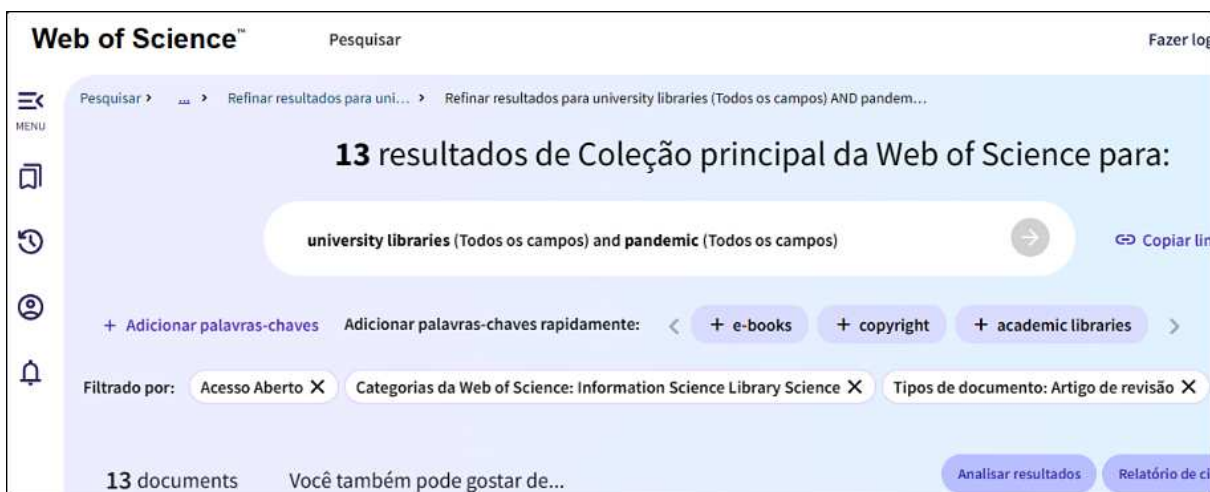 Web of Science™ Pesquisar Fazer log
MENU
Pesquisar > ... > Refinar resultados para uni... > Refinar resultados para university libraries (Todos os campos) AND pandem...
13 resultados de Coleção principal da Web of Science para:
university libraries (Todos os campos) and pandemic (Todos os campos) Copiar lin
+ Adicionar palavras-chaves Adicionar palavras-chaves rapidamente: < + e-books + copyright + academic libraries >
Filtrado por: Acesso Aberto X Categorias da Web of Science: Information Science Library Science X Tipos de documento: Artigo de revisão X
13 documents Você também pode gostar de... Analisar resultados Relatório de ci